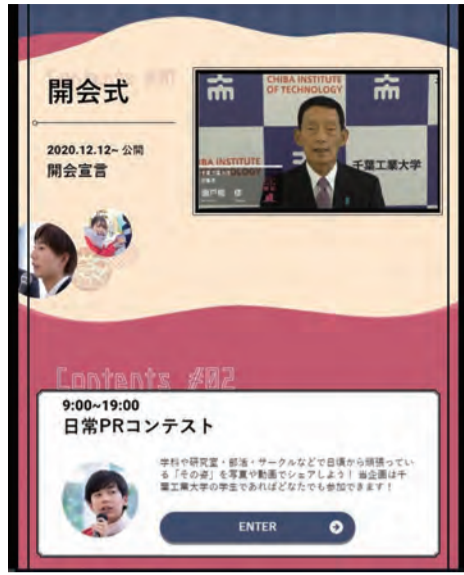 開会式
2020.12.12~ 公開
開会宣言
CHIBA INSTITUTE
OF TECHNOLOGY
千葉工業大学
Contents #02
9:00~19:00
日常PRコンテスト
学科や研究室・部活・サークルなどで日頃から頑張ってい
る「その姿」を写真や動画でシェアしよう！ 当企画は千
葉工業大学の学生であればどなたでも参加できます！
ENTER